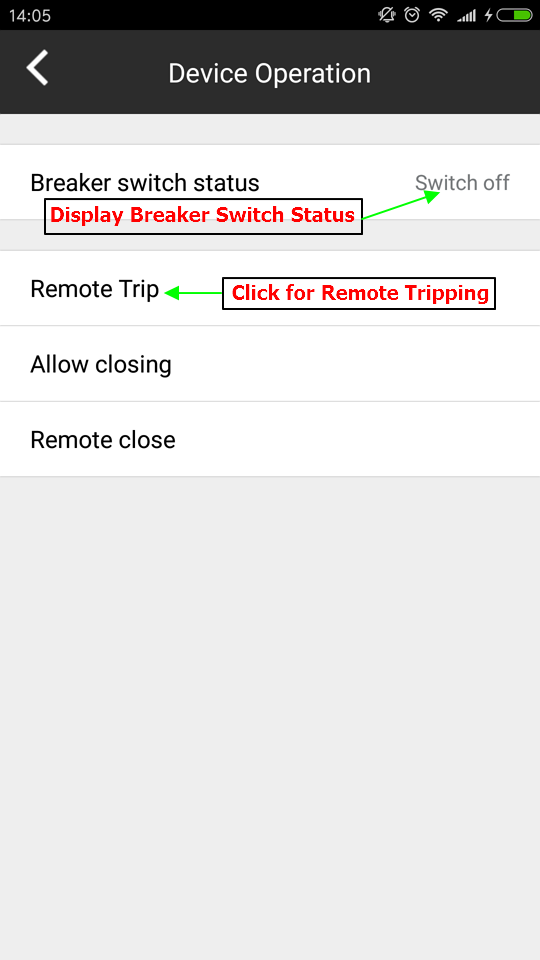 14:05
Device Operation
Breaker switch status
Switch off
Display Breaker Switch Status
Remote Trip
Click for Remote Tripping
Allow closing
Remote close